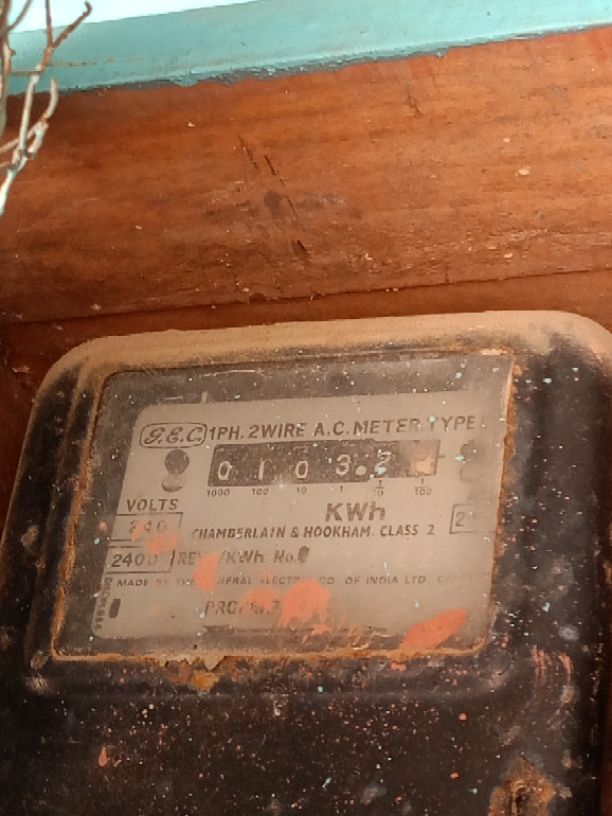 G.E.C. 1PH. 2WIRE A.C. METER TYPE
0 1 0 3 .
1000 100 10 1 1/10 1/100
KWh
VOLTS
240
CHAMBERLAIN & HOOKHAM. CLASS 2
2400 REV /KWh No.
MADE BY THE GENERAL ELECTRIC CO. OF INDIA LTD.